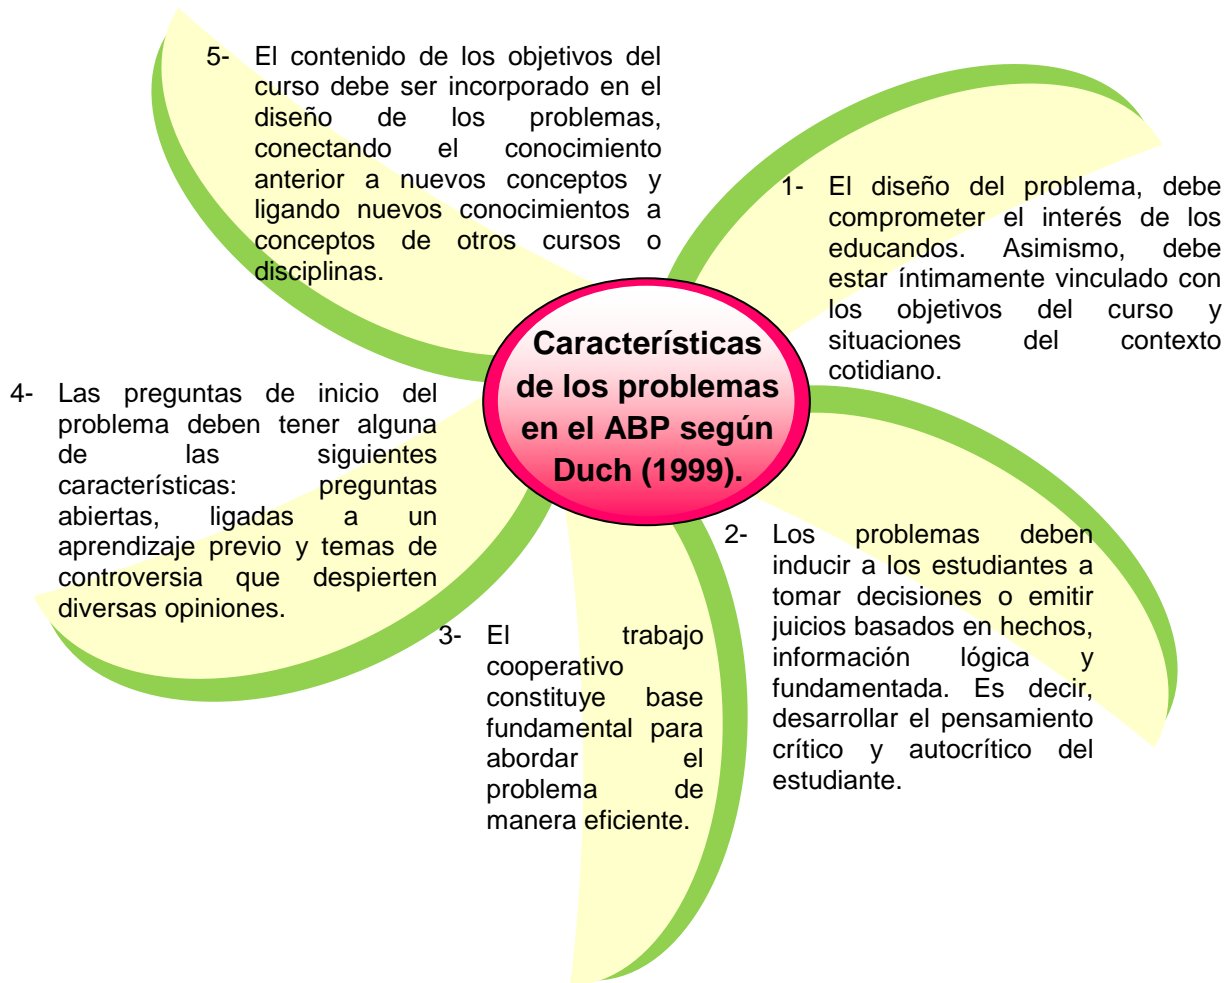 Características
de los problemas
en el ABP según
Duch (1999).
1- El diseño del problema, debe
comprometer el interés de los
educandos. Asimismo, debe
estar íntimamente vinculado con
los objetivos del curso y
situaciones del contexto
cotidiano.
2- Los problemas deben
inducir a los estudiantes a
tomar decisiones o emitir
juicios basados en hechos,
información lógica y
fundamentada. Es decir,
desarrollar el pensamiento
crítico y autocrítico del
estudiante.
3- El trabajo
cooperativo
constituye base
fundamental para
abordar el
problema de
manera eficiente.
4- Las preguntas de inicio del
problema deben tener alguna
de las siguientes
características: preguntas
abiertas, ligadas a un
aprendizaje previo y temas de
controversia que despierten
diversas opiniones.
5- El contenido de los objetivos del
curso debe ser incorporado en el
diseño de los problemas,
conectando el conocimiento
anterior a nuevos conceptos y
ligando nuevos conocimientos a
conceptos de otros cursos o
disciplinas.